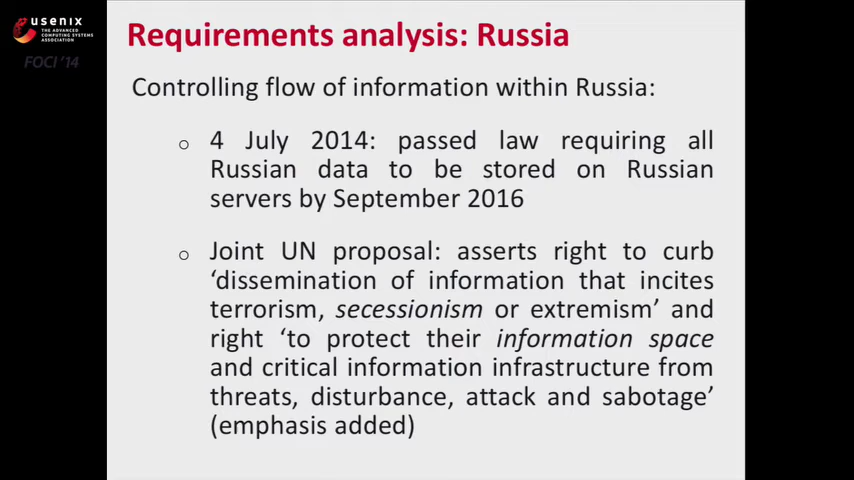 usenix
THE ADVANCED
COMPUTING SYSTEMS
ASSOCIATION
FOCI '14
Requirements analysis: Russia
Controlling flow of information within Russia:
o 4 July 2014: passed law requiring all
Russian data to be stored on Russian
servers by September 2016
o Joint UN proposal: asserts right to curb
‘dissemination of information that incites
terrorism, secessionism or extremism’ and
right ‘to protect their information space
and critical information infrastructure from
threats, disturbance, attack and sabotage’
(emphasis added)